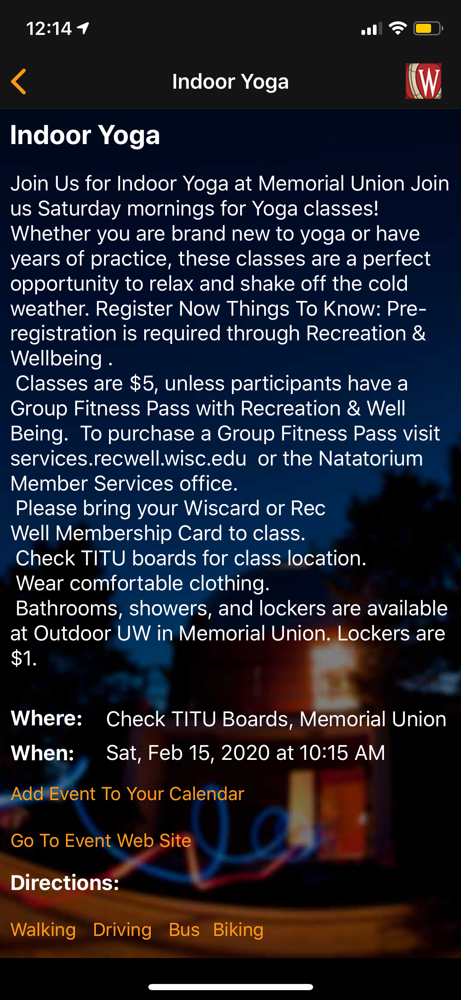 12:14
Indoor Yoga
W
Indoor Yoga
Join Us for Indoor Yoga at Memorial Union Join
us Saturday mornings for Yoga classes!
Whether you are brand new to yoga or have
years of practice, these classes are a perfect
opportunity to relax and shake off the cold
weather. Register Now Things To Know: Pre-
registration is required through Recreation &
Wellbeing .
Classes are $5, unless participants have a
Group Fitness Pass with Recreation & Well
Being.  To purchase a Group Fitness Pass visit
services.recwell.wisc.edu  or the Natatorium
Member Services office.
Please bring your Wiscard or Rec
Well Membership Card to class.
Check TITU boards for class location.
Wear comfortable clothing.
Bathrooms, showers, and lockers are available
at Outdoor UW in Memorial Union. Lockers are
$1.
Where: Check TITU Boards, Memorial Union
When: Sat, Feb 15, 2020 at 10:15 AM
Add Event To Your Calendar
Go To Event Web Site
Directions:
Walking Driving Bus Biking